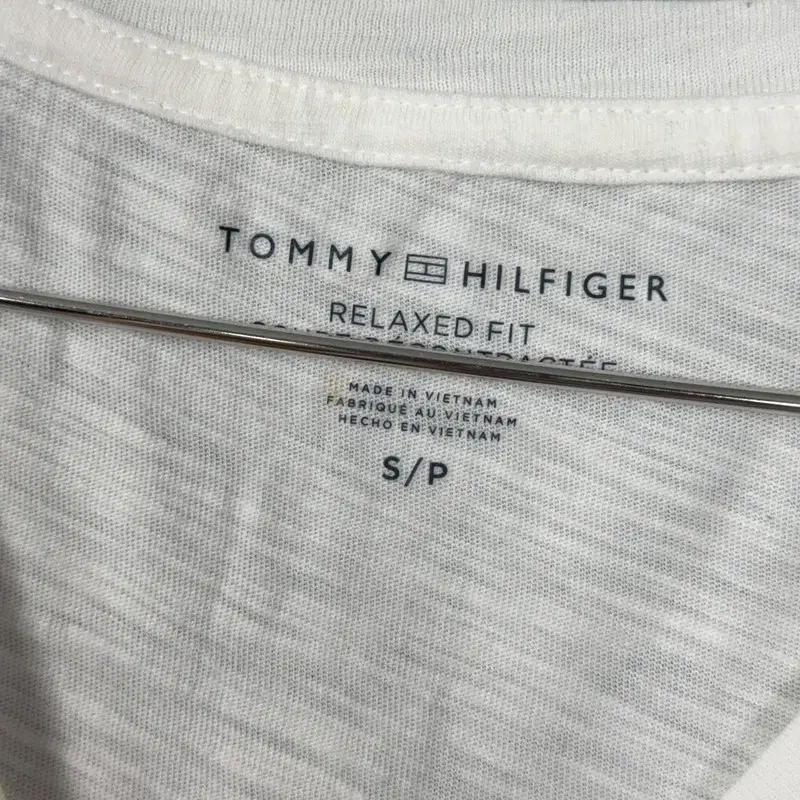 TOMMY HILFIGER
RELAXED FIT
MADE IN VIETNAM
FABRIQUÉ AU VIETNAM
HECHO EN VIETNAM
S/P